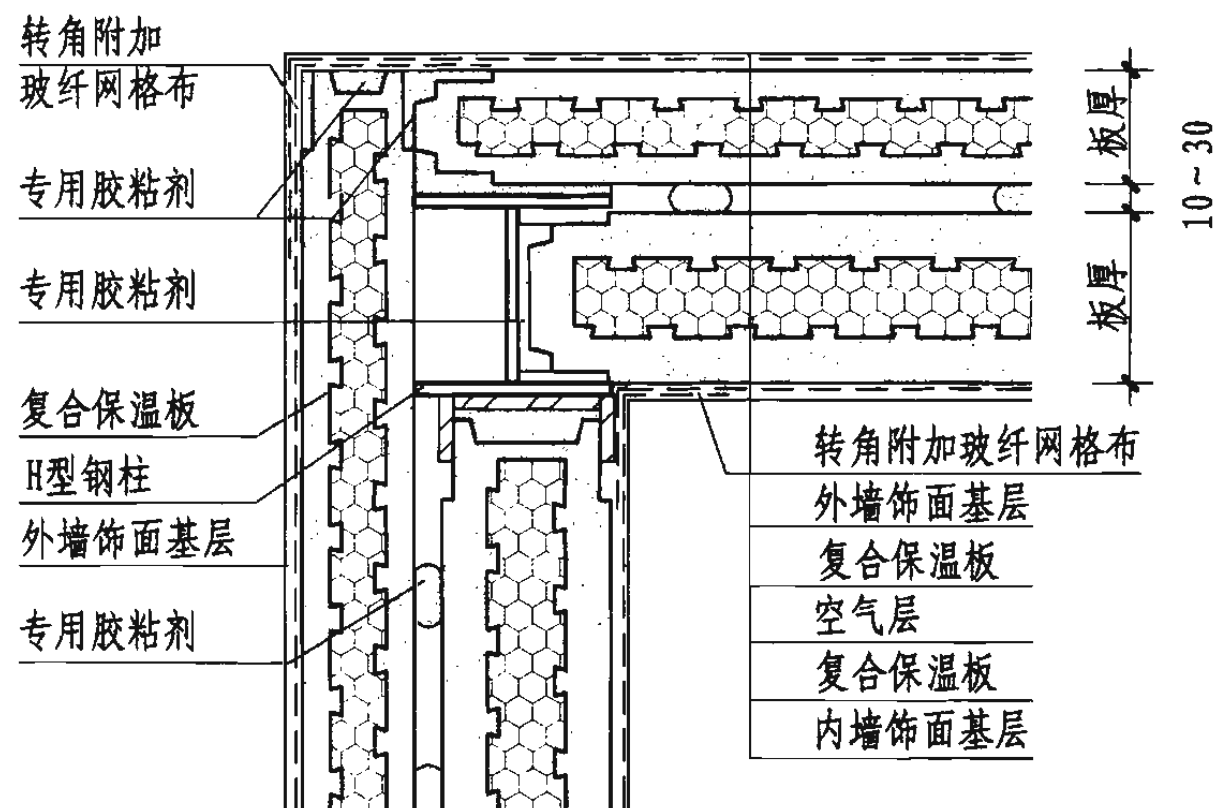 转角附加
玻纤网格布
专用胶粘剂
专用胶粘剂
复合保温板
H型钢柱
外墙饰面基层
专用胶粘剂
板厚
10~30
板厚
转角附加玻纤网格布
外墙饰面基层
复合保温板
空气层
复合保温板
内墙饰面基层